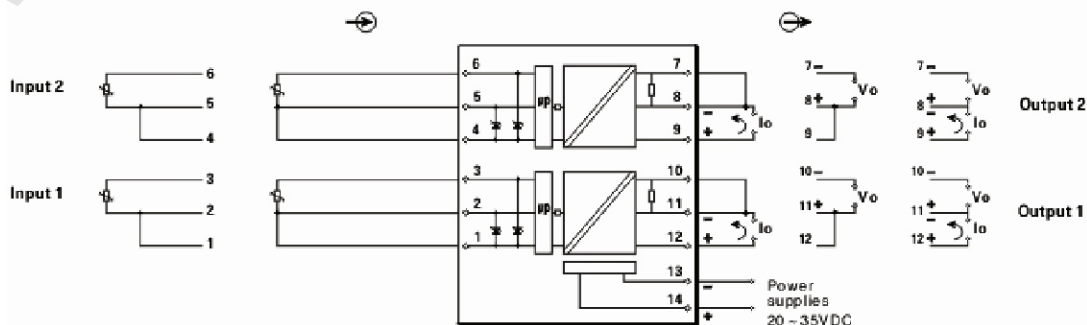 6 6 7 7− 7−
Input 2 5 5 µp 8 − Io 8+ Vo 8 + Vo Output 2
4 4 9 + 9 − Io 9+
3 3 10 10− 10−
Input 1 2 2 µp 11 − Io 11+ Vo 11 + Vo Output 1
1 1 12 + 12 − Io 12+
13 − Power
14 + supplies
20~35VDC